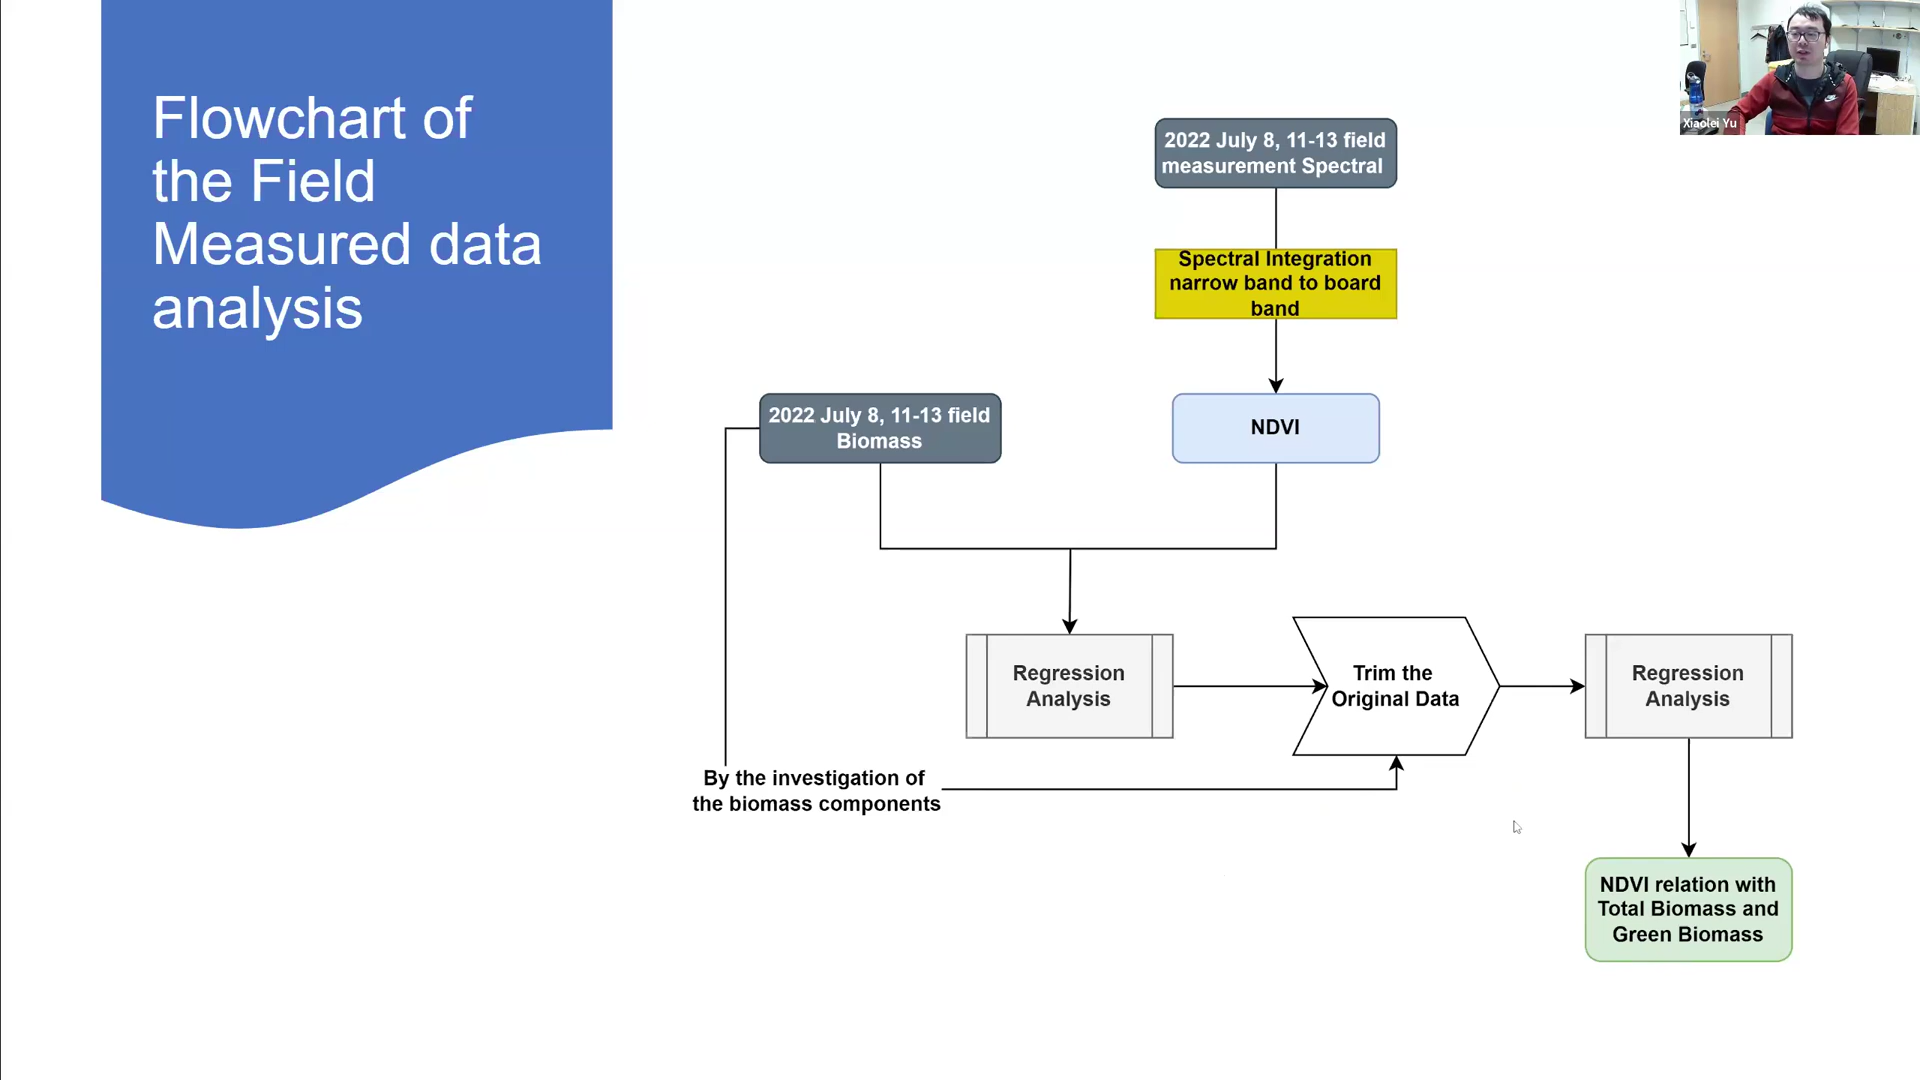 Flowchart of
the Field
Measured data
analysis
2022 July 8, 11-13 field
measurement Spectral
Spectral Integration
narrow band to board
band
2022 July 8, 11-13 field
Biomass
NDVI
Regression
Analysis
Trim the
Original Data
Regression
Analysis
By the investigation of
the biomass components
NDVI relation with
Total Biomass and
Green Biomass
Xiaolei Yu